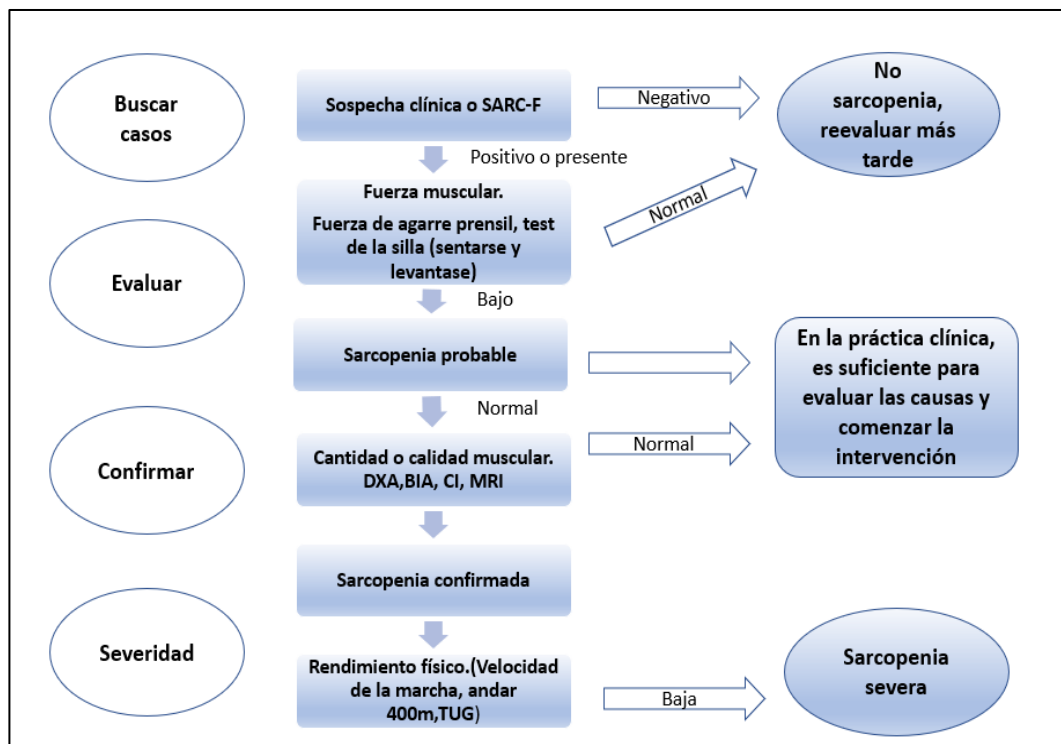 Buscar
casos
Sospecha clínica o SARC-F
Negativo
No
sarcopenia,
reevaluar más
tarde
Positivo o presente
Evaluar
Fuerza muscular.
Fuerza de agarre prensil, test
de la silla (sentarse y
levantase)
Normal
Bajo
Sarcopenia probable
En la práctica clínica,
es suficiente para
evaluar las causas y
comenzar la
intervención
Normal
Confirmar
Cantidad o calidad muscular.
DXA,BIA, CI, MRI
Normal
Sarcopenia confirmada
Severidad
Rendimiento físico.(Velocidad
de la marcha, andar
400m,TUG)
Baja
Sarcopenia
severa